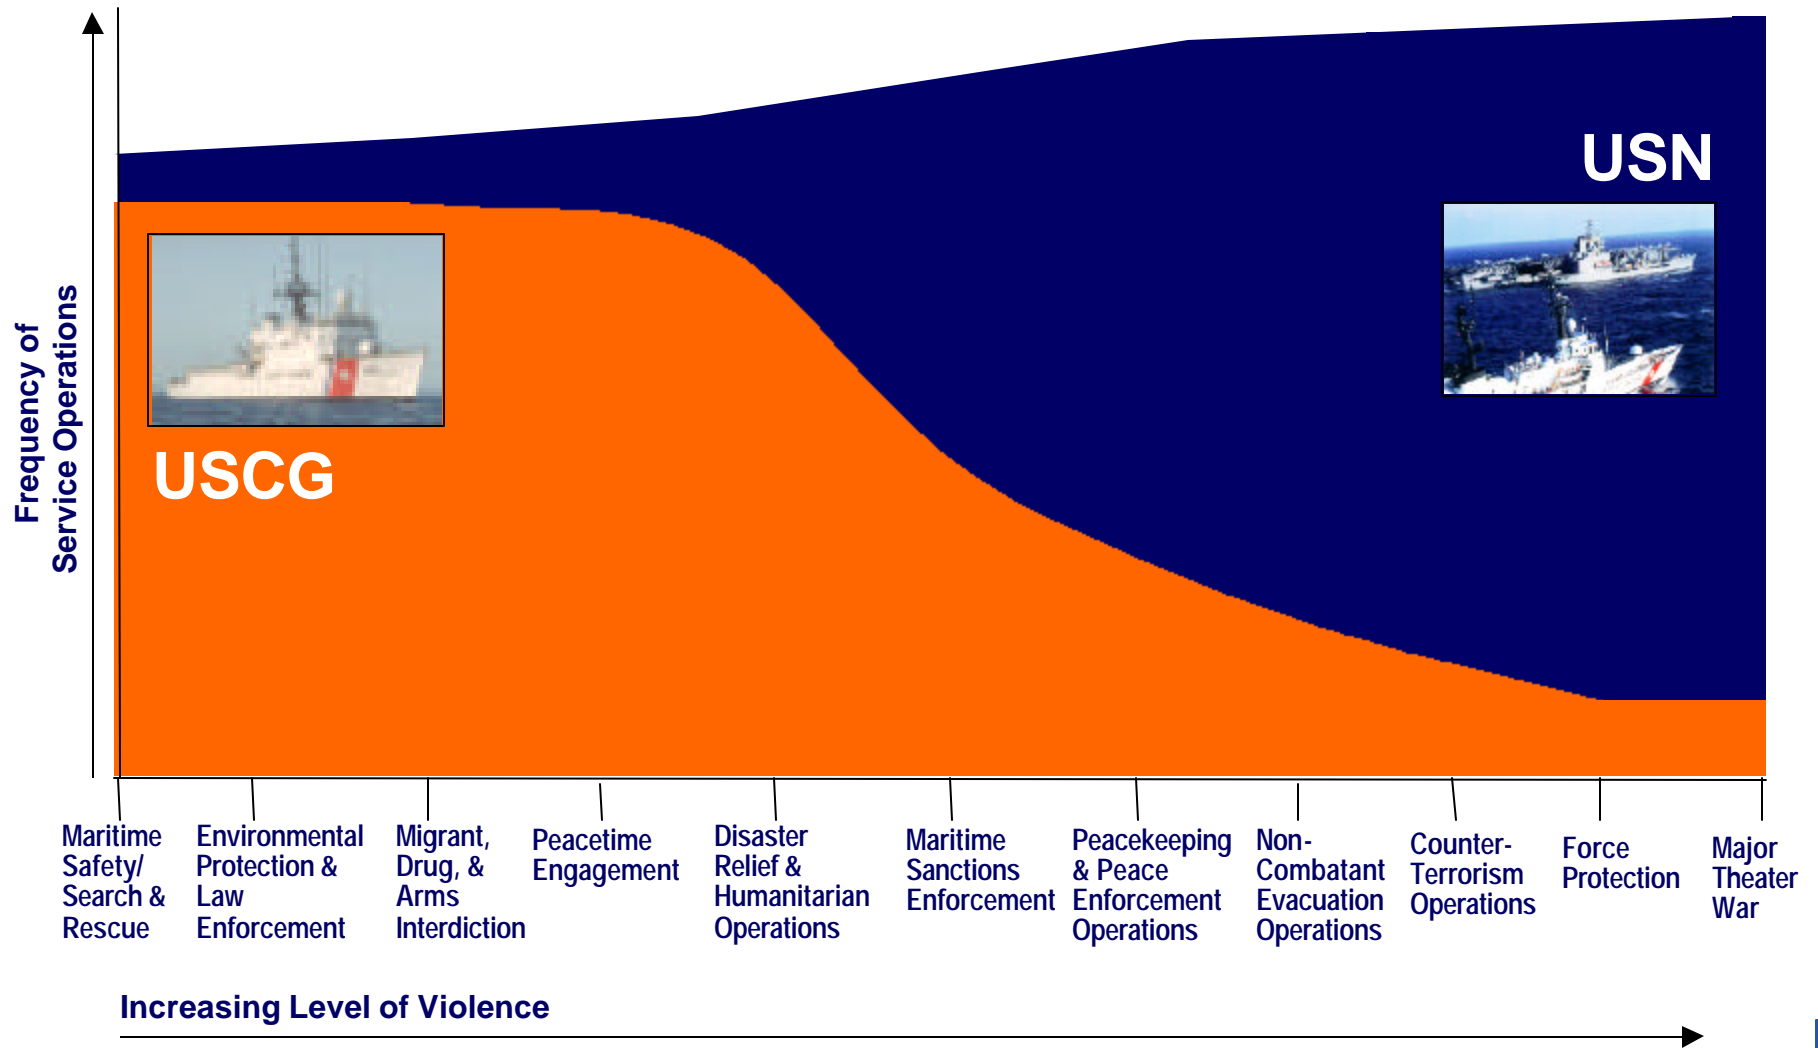 USN
USCG
Frequency of
Service Operations
Maritime
Safety/
Search &
Rescue
Environmental
Protection &
Law
Enforcement
Migrant,
Drug, &
Arms
Interdiction
Peacetime
Engagement
Disaster
Relief &
Humanitarian
Operations
Maritime
Sanctions
Enforcement
Peacekeeping
& Peace
Enforcement
Operations
Non-
Combatant
Evacuation
Operations
Counter-
Terrorism
Operations
Force
Protection
Major
Theater
War
Increasing Level of Violence